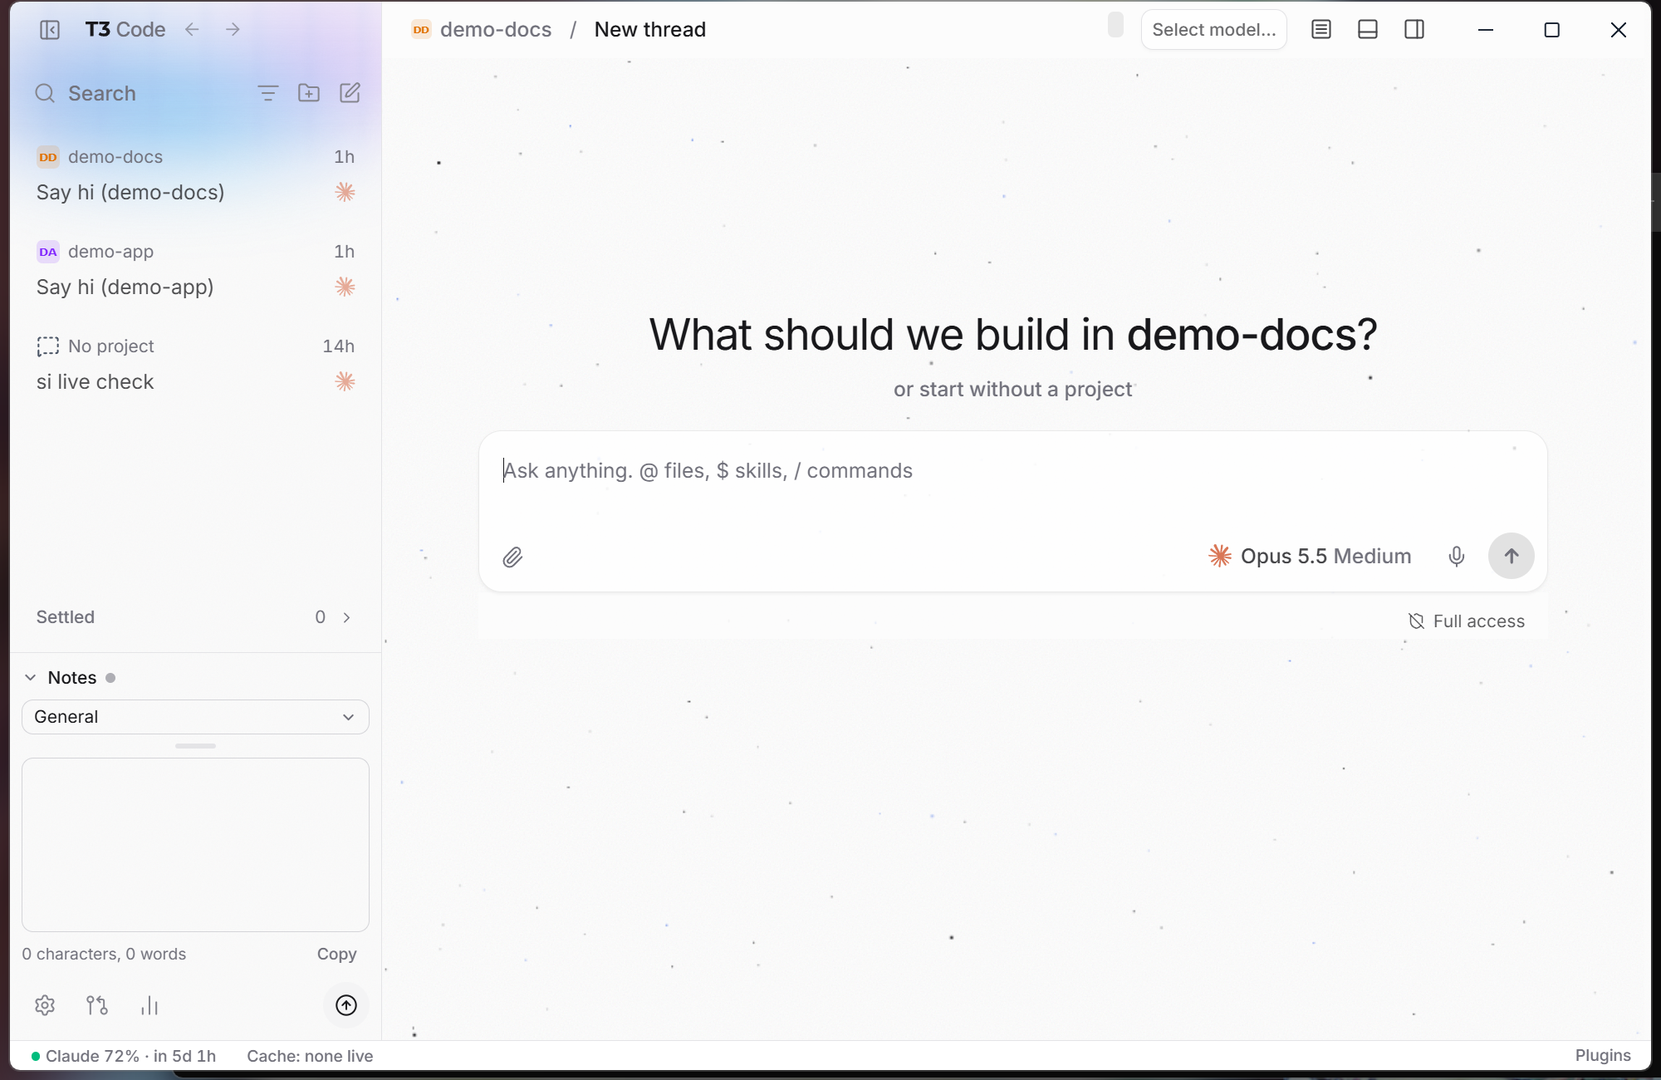 T3 Code
Search
DD demo-docs 1h
Say hi (demo-docs)
DA demo-app 1h
Say hi (demo-app)
No project 14h
si live check
Settled 0
Notes
General
0 characters, 0 words Copy
DD demo-docs / New thread
Select model...
What should we build in demo-docs?
or start without a project
Ask anything. @ files, $ skills, / commands
Opus 5.5 Medium
Full access
Claude 72% · in 5d 1h Cache: none live
Plugins